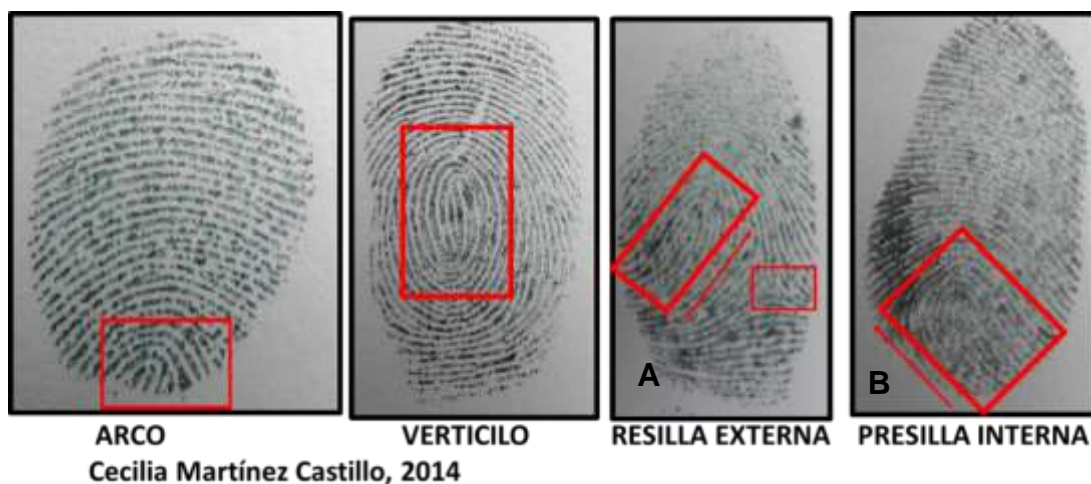 A
B
ARCO VERTICILO RESILLA EXTERNA PRESILLA INTERNA
Cecilia Martínez Castillo, 2014